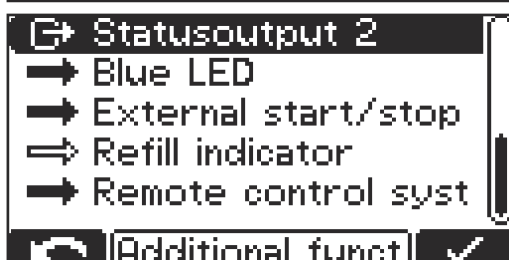 Statusoutput 2
Blue LED
External start/stop
Refill indicator
Remote control syst
Additional funct